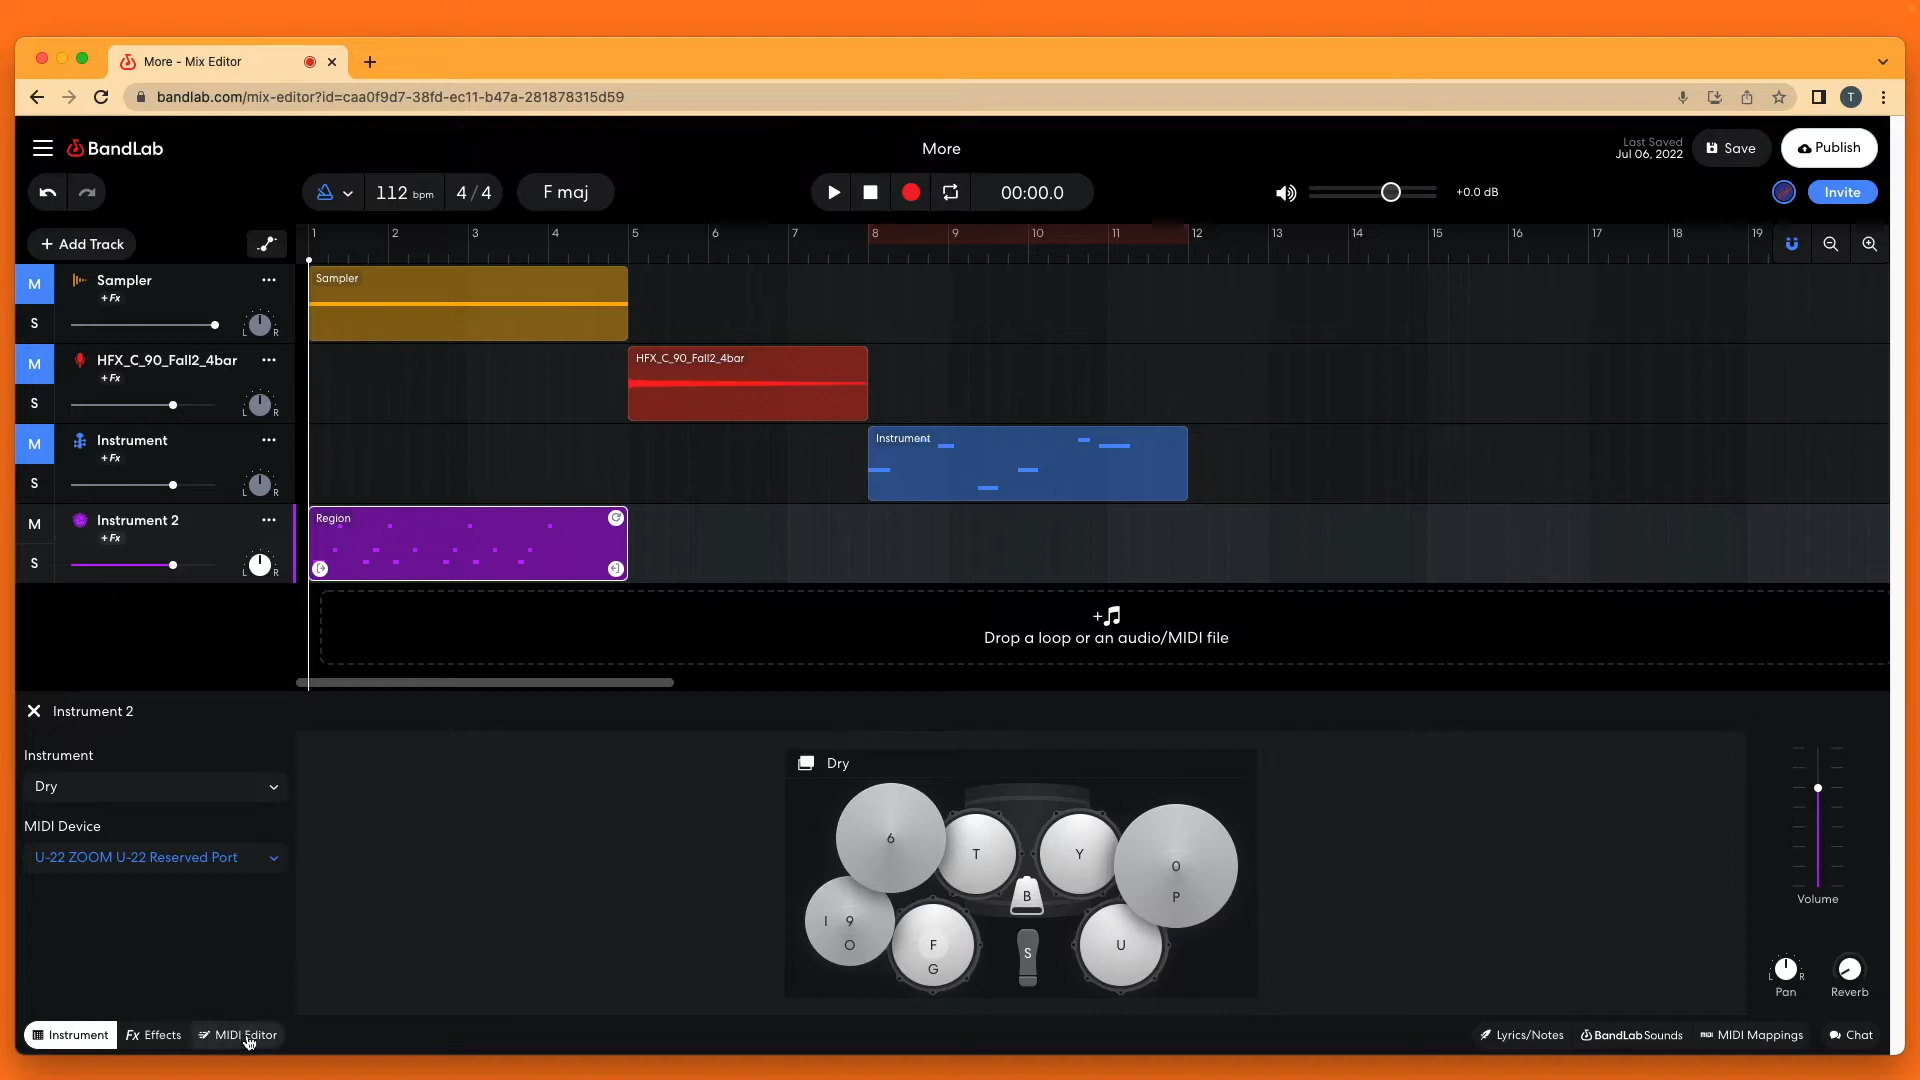 More - Mix Editor
bandlab.com/mix-editor?id=caa0f9d7-38fd-ec11-b47a-281878315d59
T
BandLab
More
Last Saved
Jul 06, 2022
Save
Publish
112 bpm
4 / 4
F maj
00:00.0
+0.0 dB
Invite
+ Add Track
1 2 3 4 5 6 7 8 9 10 11 12 13 14 15 16 17 18 19
M
Sampler
+Fx
S
L R
Sampler
M
HFX_C_90_Fall2_4bar
+Fx
S
L R
HFX_C_90_Fall2_4bar
M
Instrument
+Fx
S
L R
Instrument
M
Instrument 2
+Fx
S
L R
Region
Drop a loop or an audio/MIDI file
Instrument 2
Instrument
Dry
MIDI Device
U-22 ZOOM U-22 Reserved Port
Dry
6
T
Y
0
P
B
I 9
O
F
G
S
U
Volume
L R
Pan
Reverb
Instrument
Fx Effects
MIDI Editor
Lyrics/Notes
BandLab Sounds
MIDI Mappings
Chat